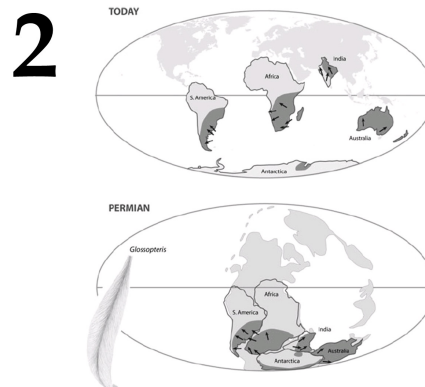 2
TODAY
India
Africa
S. America
Australia
Antarctica
PERMIAN
Glossopteris
Africa
S. America
India
Australia
Antarctica